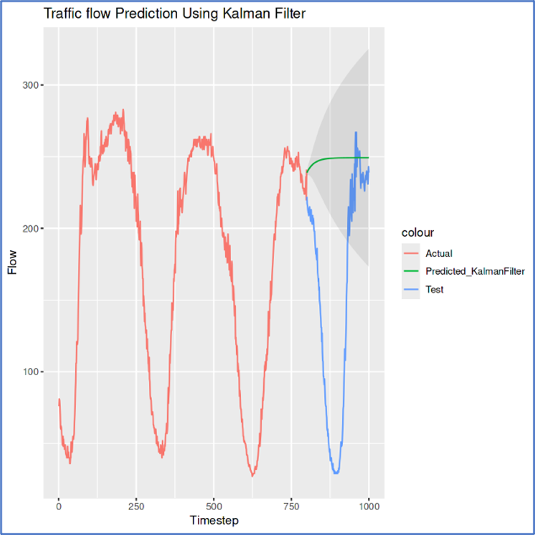 Traffic flow Prediction Using Kalman Filter
300
200
100
Flow
0
250
500
750
1000
Timestep
colour
Actual
Predicted_KalmanFilter
Test